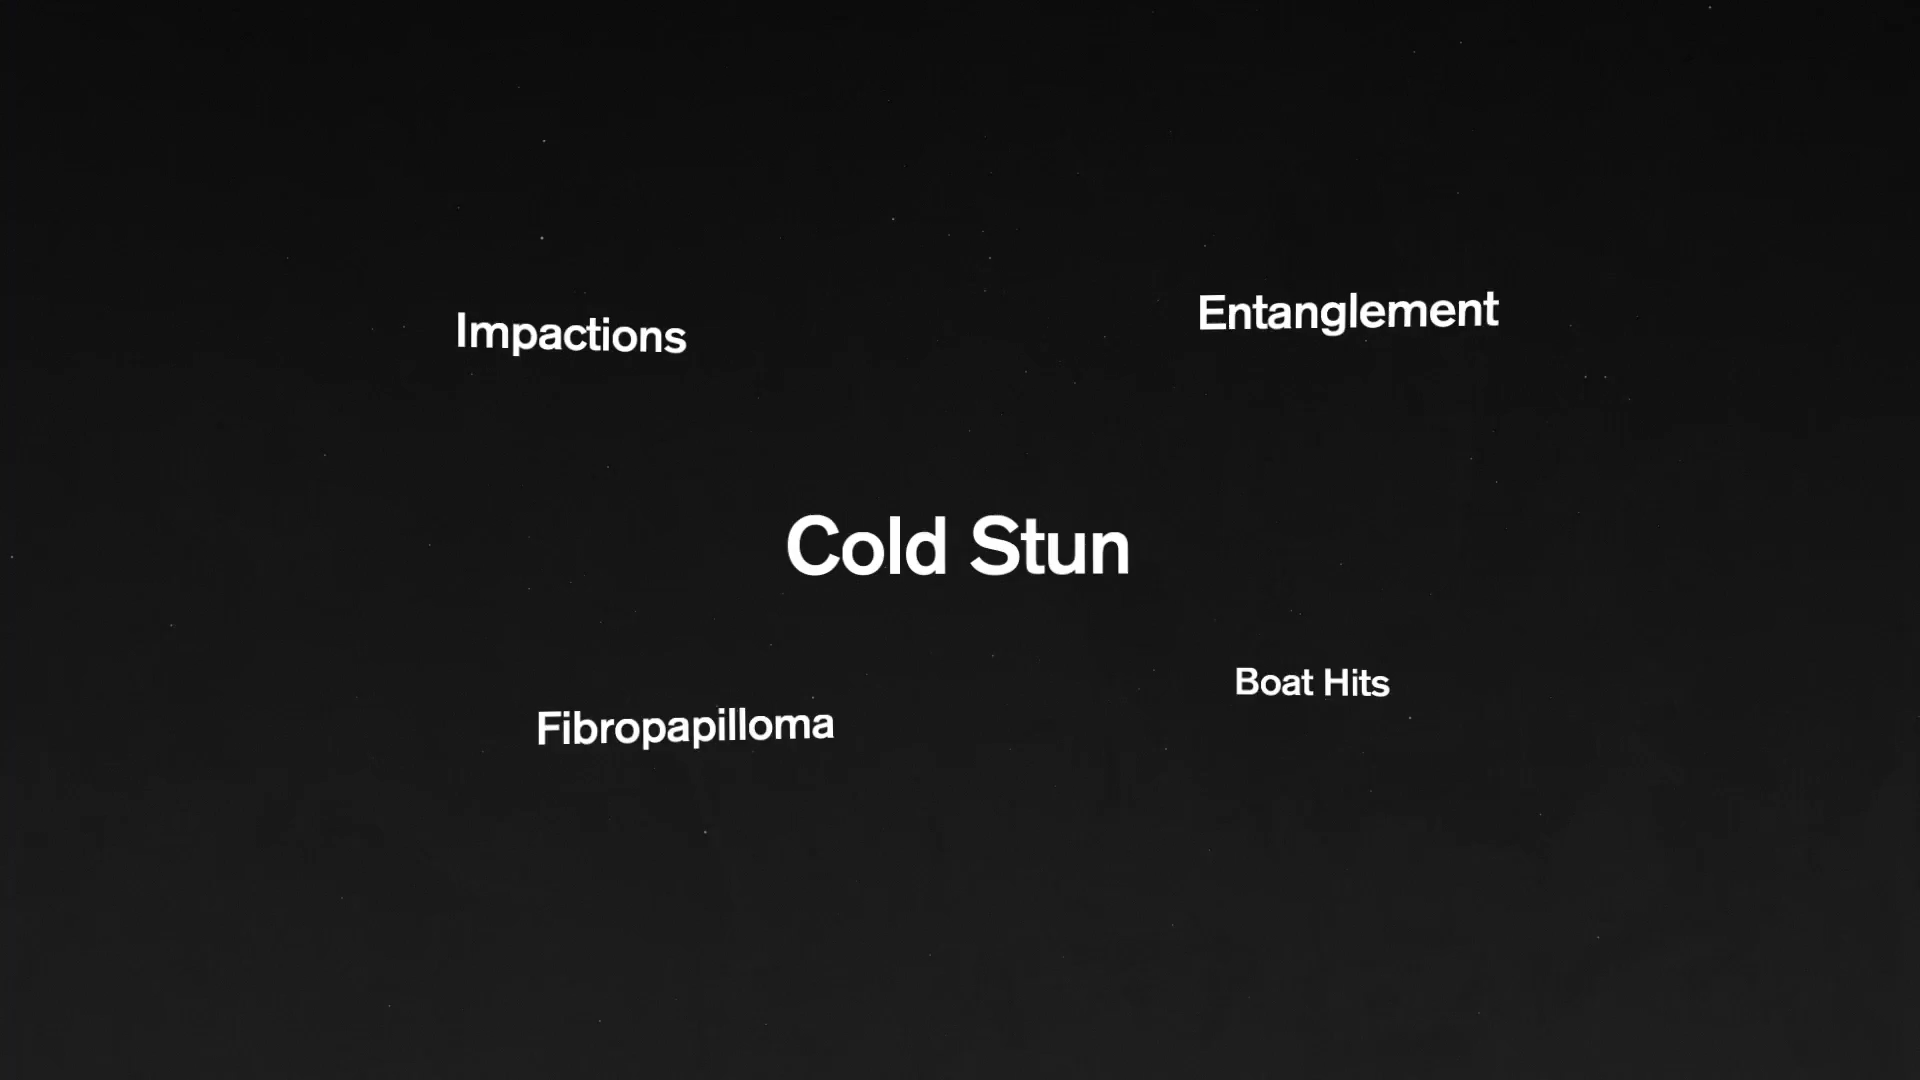 Impactions
Entanglement
Cold Stun
Fibropapilloma
Boat Hits